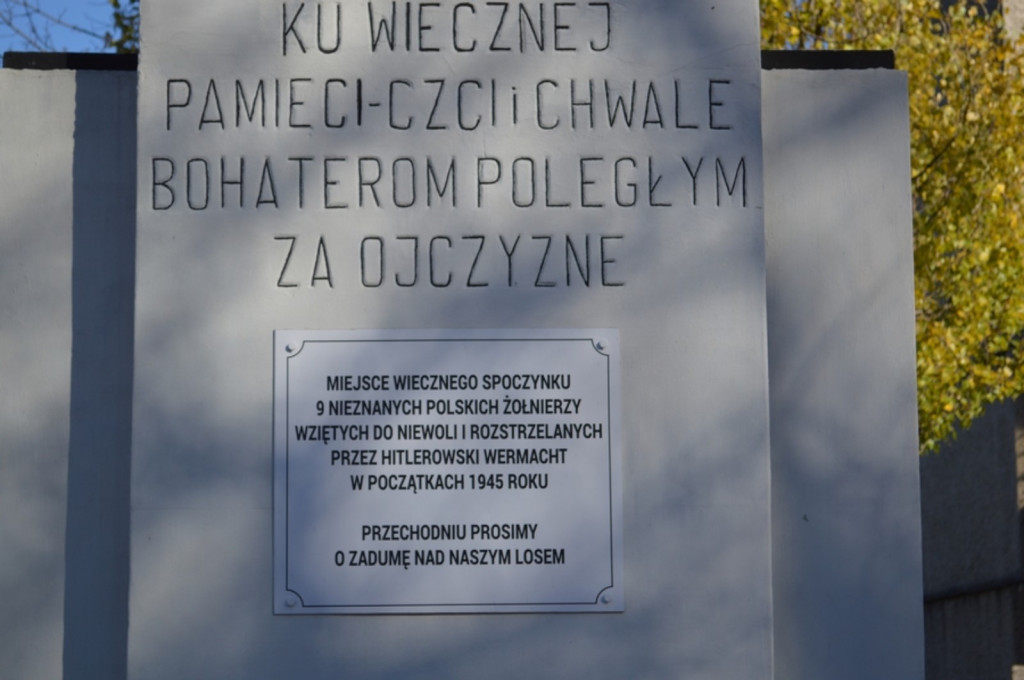 KU WIECZNEJ
PAMIECI-CZCI i CHWALE
BOHATEROM POLEGŁYM
ZA OJCZYZNE
MIEJSCE WIECZNEGO SPOCZYNKU
9 NIEZNANYCH POLSKICH ŻOŁNIERZY
WZIĘTYCH DO NIEWOLI I ROZSTRZELANYCH
PRZEZ HITLEROWSKI WERMACHT
W POCZĄTKACH 1945 ROKU
PRZECHODNIU PROSIMY
O ZADUMĘ NAD NASZYM LOSEM